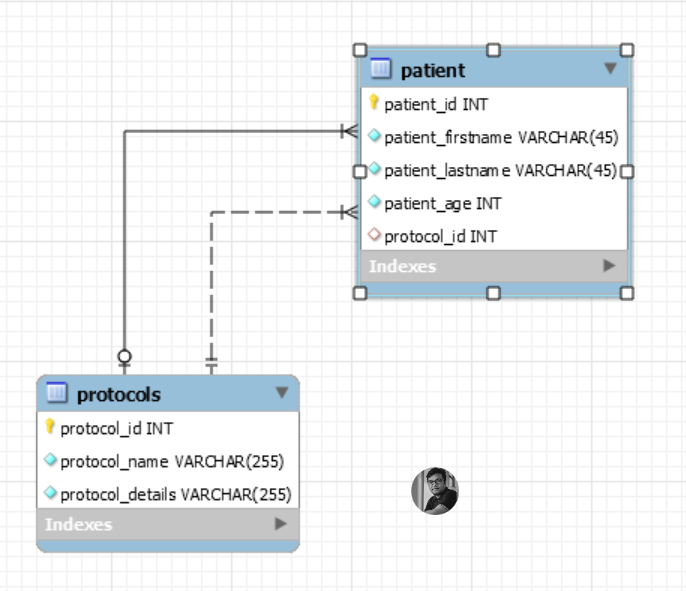 patient
patient_id INT
patient_firstname VARCHAR(45)
patient_lastname VARCHAR(45)
patient_age INT
protocol_id INT
Indexes
protocols
protocol_id INT
protocol_name VARCHAR(255)
protocol_details VARCHAR(255)
Indexes